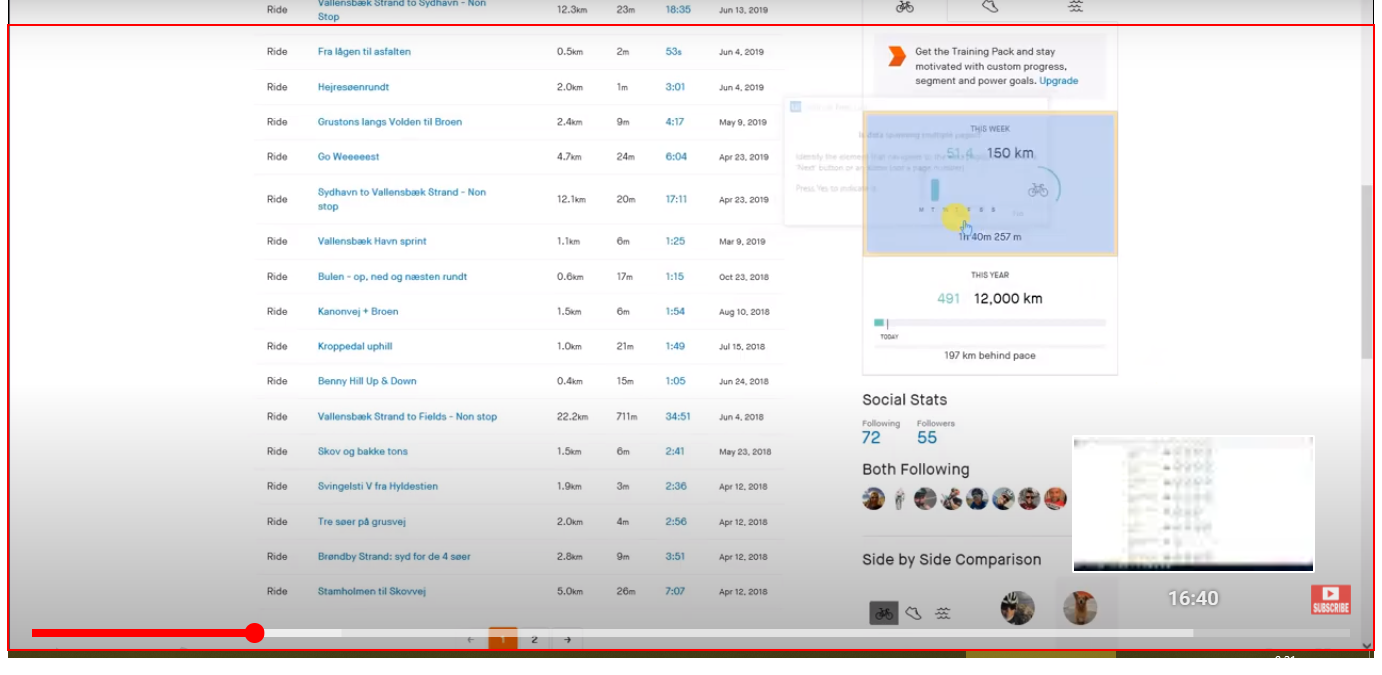 Ride Vallensbæk Strand to Sydhavn - Non Stop 12.3km 23m 18:35 Jun 13, 2019
Ride Fra lågen til asfalten 0.5km 2m 53s Jun 4, 2019
Ride Hejresøenrundt 2.0km 1m 3:01 Jun 4, 2019
Ride Grustons langs Volden til Broen 2.4km 9m 4:17 May 9, 2019
Ride Go Weeeeest 4.7km 24m 6:04 Apr 23, 2019
Ride Sydhavn to Vallensbæk Strand - Non stop 12.1km 20m 17:11 Apr 23, 2019
Ride Vallensbæk Havn sprint 1.1km 6m 1:25 Mar 9, 2019
Ride Bulen - op, ned og næsten rundt 0.6km 17m 1:15 Oct 23, 2018
Ride Kanonvej + Broen 1.5km 6m 1:54 Aug 10, 2018
Ride Kroppedal uphill 1.0km 21m 1:49 Jul 15, 2018
Ride Benny Hill Up & Down 0.4km 15m 1:05 Jun 24, 2018
Ride Vallensbæk Strand to Fields - Non stop 22.2km 711m 34:51 Jun 4, 2018
Ride Skov og bakke tons 1.5km 6m 2:41 May 23, 2018
Ride Svingelsti V fra Hyldestien 1.9km 3m 2:36 Apr 12, 2018
Ride Tre søer på grusvej 2.0km 4m 2:56 Apr 12, 2018
Ride Brøndby Strand: syd for de 4 søer 2.8km 9m 3:51 Apr 12, 2018
Ride Stamholmen til Skovvej 5.0km 26m 7:07 Apr 12, 2018
← 1 2 →
Get the Training Pack and stay
motivated with custom progress,
segment and power goals. Upgrade
THIS WEEK
51.4 150 km
M T W T F S S
1h 40m 257 m
Press Yes to indicate it
THIS YEAR
491 12,000 km
TODAY
197 km behind pace
Social Stats
Following Followers
72 55
Both Following
Side by Side Comparison
16:40
SUBSCRIBE